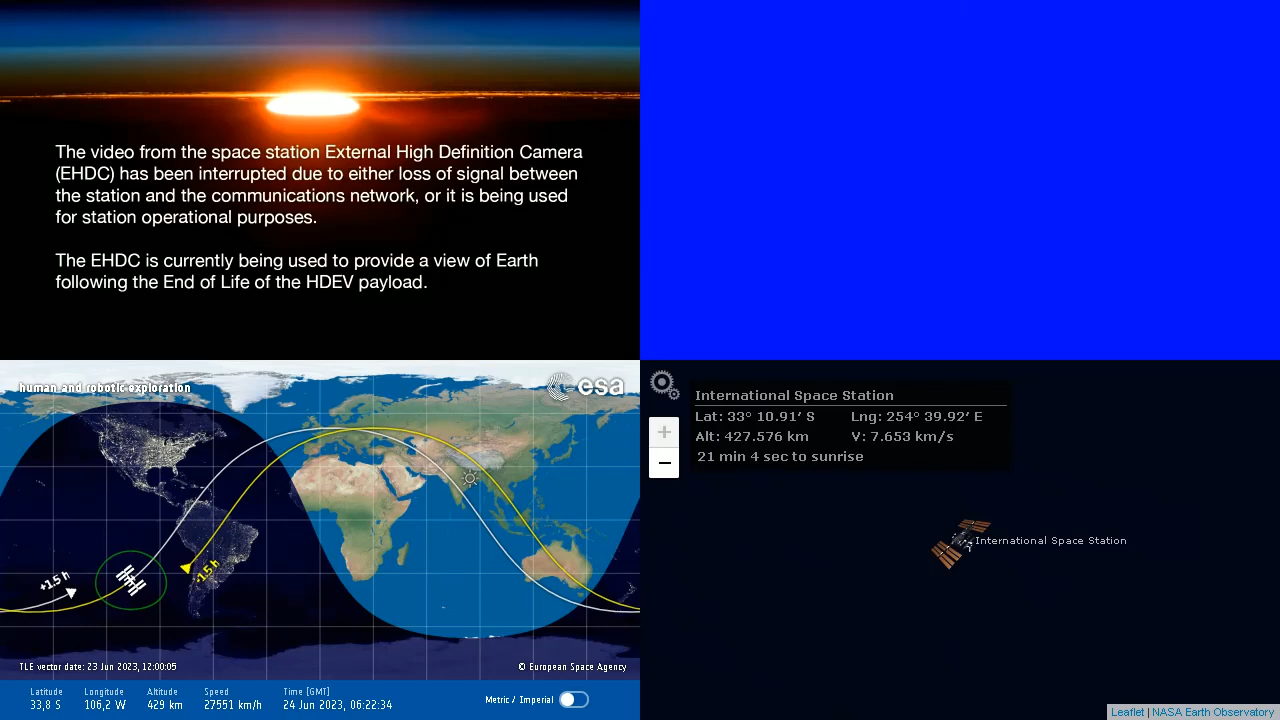 The video from the space station External High Definition Camera
(EHDC) has been interrupted due to either loss of signal between
the station and the communications network, or it is being used
for station operational purposes.
The EHDC is currently being used to provide a view of Earth
following the End of Life of the HDEV payload.
human and robotic exploration
esa
+1.5 h
-1.5 h
TLE vector date: 23 Jun 2023, 12:00:05
© European Space Agency
Latitude Longitude Altitude Speed Time [GMT]
33,8 S 106,2 W 429 km 27551 km/h 24 Jun 2023, 06:22:34
Metric / Imperial
+
−
International Space Station
Lat: 33° 10.91′ S Lng: 254° 39.92′ E
Alt: 427.576 km V: 7.653 km/s
21 min 4 sec to sunrise
International Space Station
Leaflet | NASA Earth Observatory